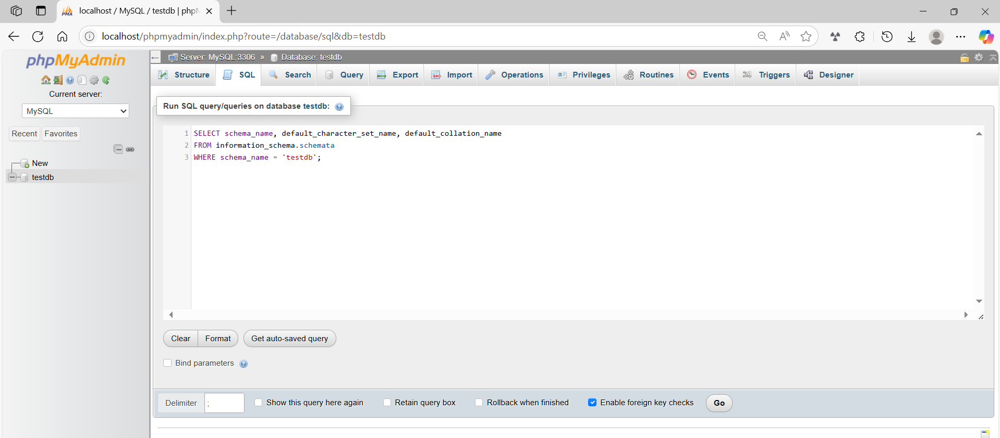 localhost / MySQL / testdb | phpM
localhost/phpmyadmin/index.php?route=/database/sql&db=testdb
phpMyAdmin
Current server:
MySQL
Recent
Favorites
New
testdb
Server: MySQL:3306 » Database: testdb
Structure
SQL
Search
Query
Export
Import
Operations
Privileges
Routines
Events
Triggers
Designer
Run SQL query/queries on database testdb:
1 SELECT schema_name, default_character_set_name, default_collation_name
2 FROM information_schema.schemata
3 WHERE schema_name = 'testdb';
Clear
Format
Get auto-saved query
Bind parameters
Delimiter ;
Show this query here again
Retain query box
Rollback when finished
Enable foreign key checks
Go